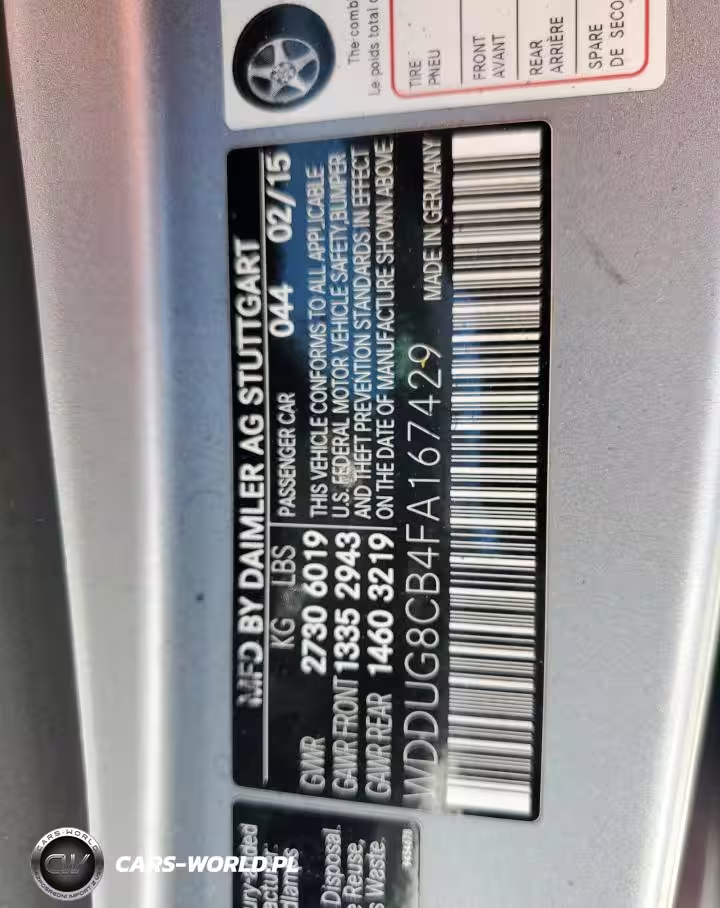 The comb
Le poids total c
TIRE
PNEU
FRONT
AVANT
REAR
ARRIÈRE
SPARE
DE SECO
MFD BY DAIMLER AG STUTTGART
KG LBS PASSENGER CAR 044 02/15
GVWR 2730 6019 THIS VEHICLE CONFORMS TO ALL APPLICABLE
GAWR FRONT 1335 2943 U.S. FEDERAL MOTOR VEHICLE SAFETY,BUMPER
AND THEFT PREVENTION STANDARDS IN EFFECT
GAWR REAR 1460 3219 ON THE DATE OF MANUFACTURE SHOWN ABOVE
WDDUG8CB4FA167429 MADE IN GERMANY
Disposal.
Reuse,
s Waste.
CARS-WORLD
CW
CARS-WORLD.PL